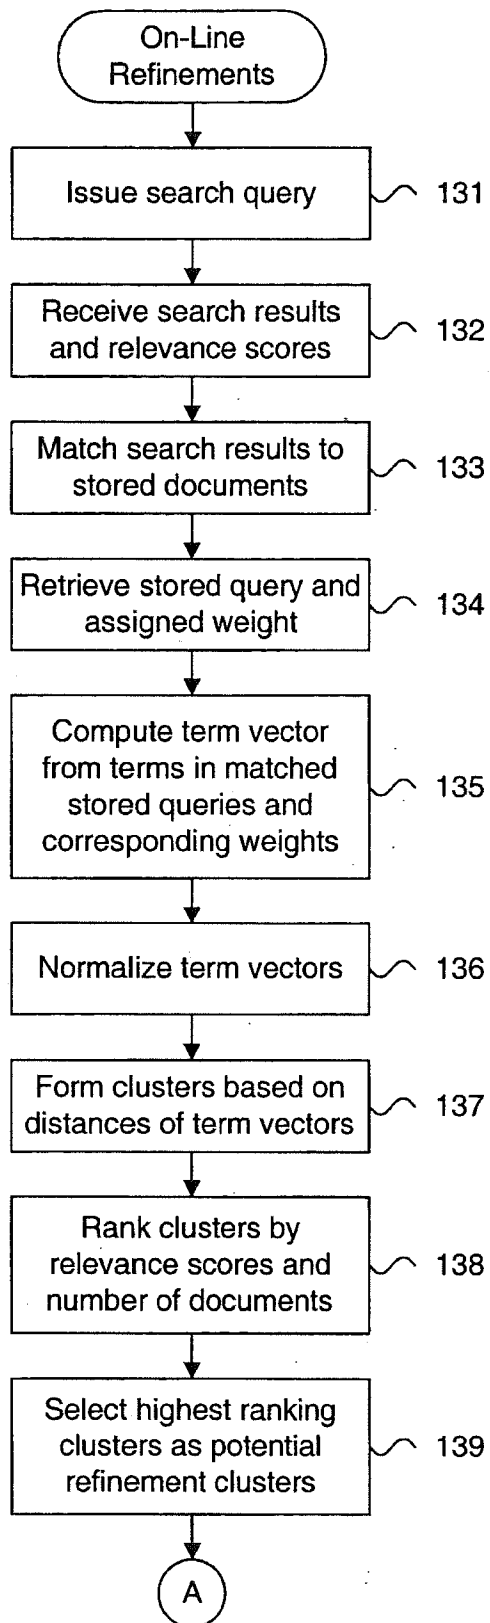 On-Line
Refinements
Issue search query
131
Receive search results
and relevance scores
132
Match search results to
stored documents
133
Retrieve stored query and
assigned weight
134
Compute term vector
from terms in matched
stored queries and
corresponding weights
135
Normalize term vectors
136
Form clusters based on
distances of term vectors
137
Rank clusters by
relevance scores and
number of documents
138
Select highest ranking
clusters as potential
refinement clusters
139
A